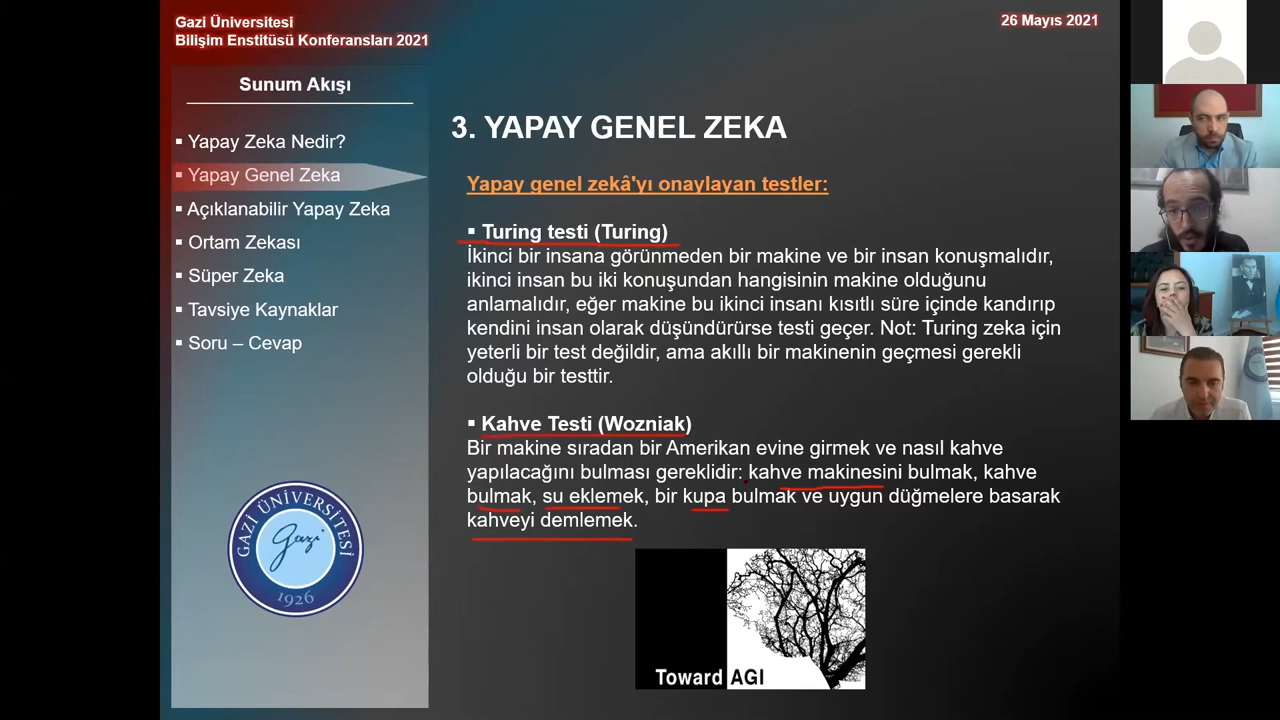 Gazi Üniversitesi
Bilişim Enstitüsü Konferansları 2021
26 Mayıs 2021
Sunum Akışı
▪ Yapay Zeka Nedir?
▪ Yapay Genel Zeka
▪ Açıklanabilir Yapay Zeka
▪ Ortam Zekası
▪ Süper Zeka
▪ Tavsiye Kaynaklar
▪ Soru – Cevap
GAZİ ÜNİVERSİTESİ
Gazi
1926
3. YAPAY GENEL ZEKA
Yapay genel zekâ'yı onaylayan testler:
▪ Turing testi (Turing)
İkinci bir insana görünmeden bir makine ve bir insan konuşmalıdır,
ikinci insan bu iki konuşundan hangisinin makine olduğunu
anlamalıdır, eğer makine bu ikinci insanı kısıtlı süre içinde kandırıp
kendini insan olarak düşündürürse testi geçer. Not: Turing zeka için
yeterli bir test değildir, ama akıllı bir makinenin geçmesi gerekli
olduğu bir testtir.
▪ Kahve Testi (Wozniak)
Bir makine sıradan bir Amerikan evine girmek ve nasıl kahve
yapılacağını bulması gereklidir: kahve makinesini bulmak, kahve
bulmak, su eklemek, bir kupa bulmak ve uygun düğmelere basarak
kahveyi demlemek.
Toward AGI